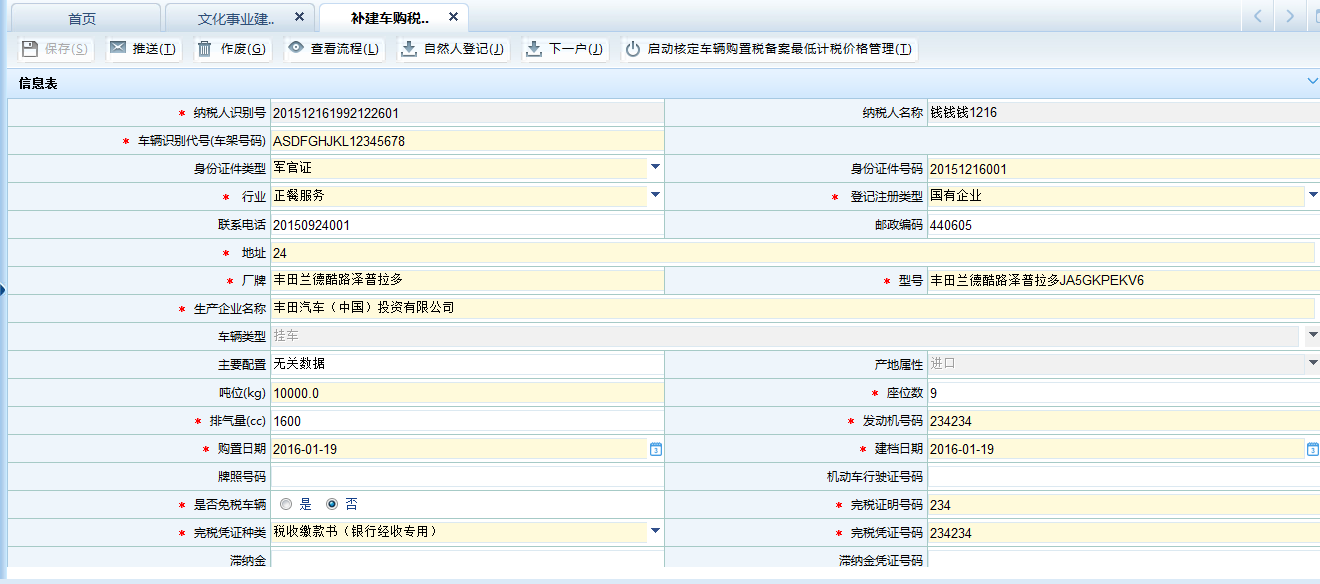 首页 文化事业建.. 补建车购税..
保存(S) 推送(T) 作废(G) 查看流程(L) 自然人登记(J) 下一户(J) 启动核定车辆购置税备案最低计税价格管理(T)
信息表
* 纳税人识别号 201512161992122601 纳税人名称 钱钱钱1216
* 车辆识别代号(车架号码) ASDFGHJKL12345678
身份证件类型 军官证 身份证件号码 20151216001
* 行业 正餐服务 * 登记注册类型 国有企业
联系电话 20150924001 邮政编码 440605
* 地址 24
* 厂牌 丰田兰德酷路泽普拉多 * 型号 丰田兰德酷路泽普拉多JA5GKPEKV6
* 生产企业名称 丰田汽车（中国）投资有限公司
车辆类型 挂车
主要配置 无关数据 产地属性 进口
吨位(kg) 10000.0 * 座位数 9
* 排气量(cc) 1600 * 发动机号码 234234
* 购置日期 2016-01-19 * 建档日期 2016-01-19
牌照号码 机动车行驶证号码
* 是否免税车辆 是 否 * 完税证明号码 234
* 完税凭证种类 税收缴款书（银行经收专用） * 完税凭证号码 234234
滞纳金 滞纳金凭证号码